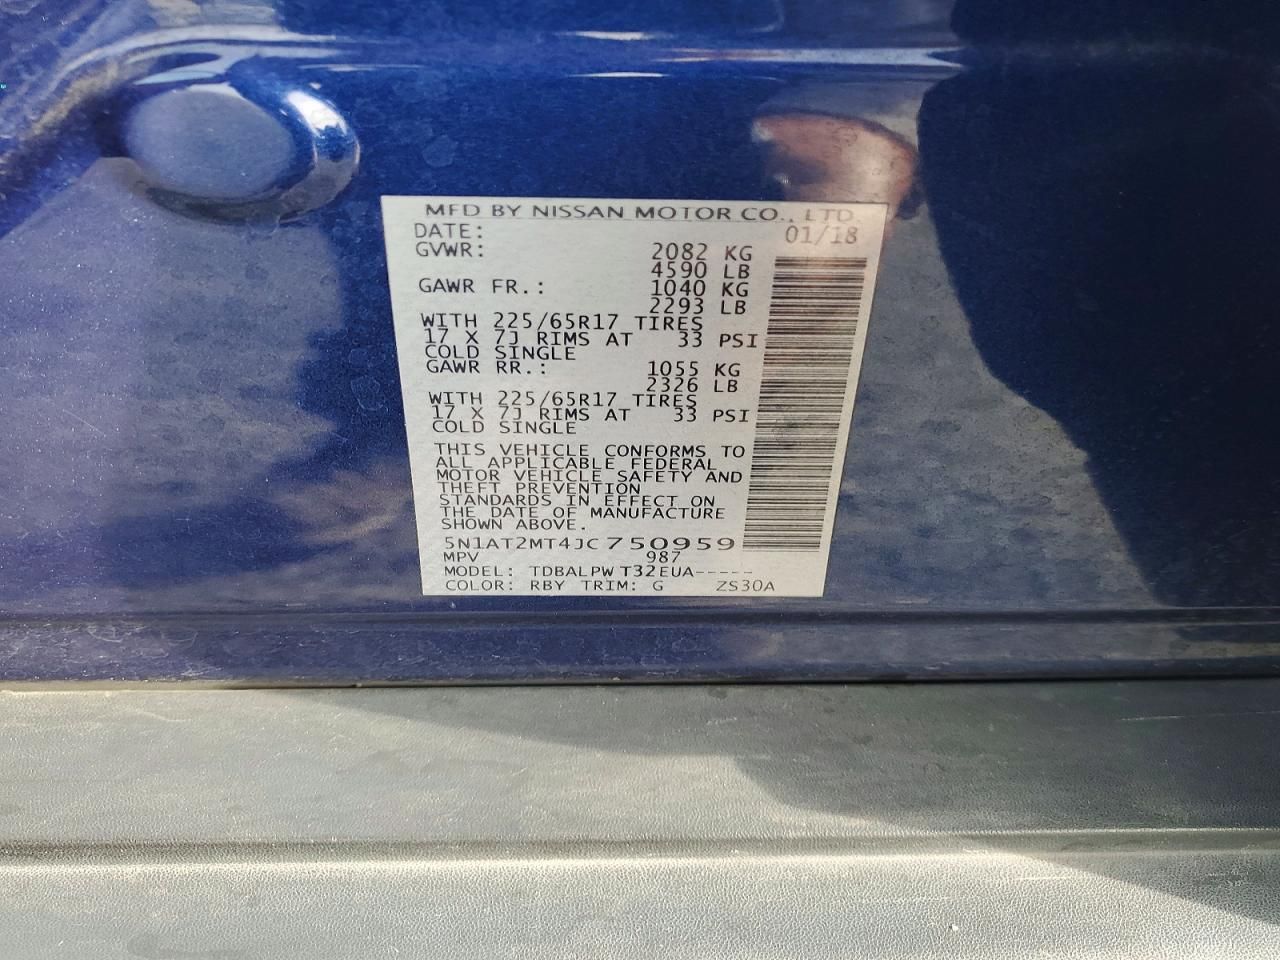 MFD BY NISSAN MOTOR CO., LTD.
DATE: 01/18
GVWR: 2082 KG
4590 LB
GAWR FR.: 1040 KG
2293 LB
WITH 225/65R17 TIRES
17 X 7J RIMS AT 33 PSI
COLD SINGLE
GAWR RR.: 1055 KG
2326 LB
WITH 225/65R17 TIRES
17 X 7J RIMS AT 33 PSI
COLD SINGLE
THIS VEHICLE CONFORMS TO
ALL APPLICABLE FEDERAL
MOTOR VEHICLE SAFETY AND
THEFT PREVENTION
STANDARDS IN EFFECT ON
THE DATE OF MANUFACTURE
SHOWN ABOVE.
5N1AT2MT4JC750959
MPV 987
MODEL: TDBALPW T32EUA-----
COLOR: RBY TRIM: G ZS30A